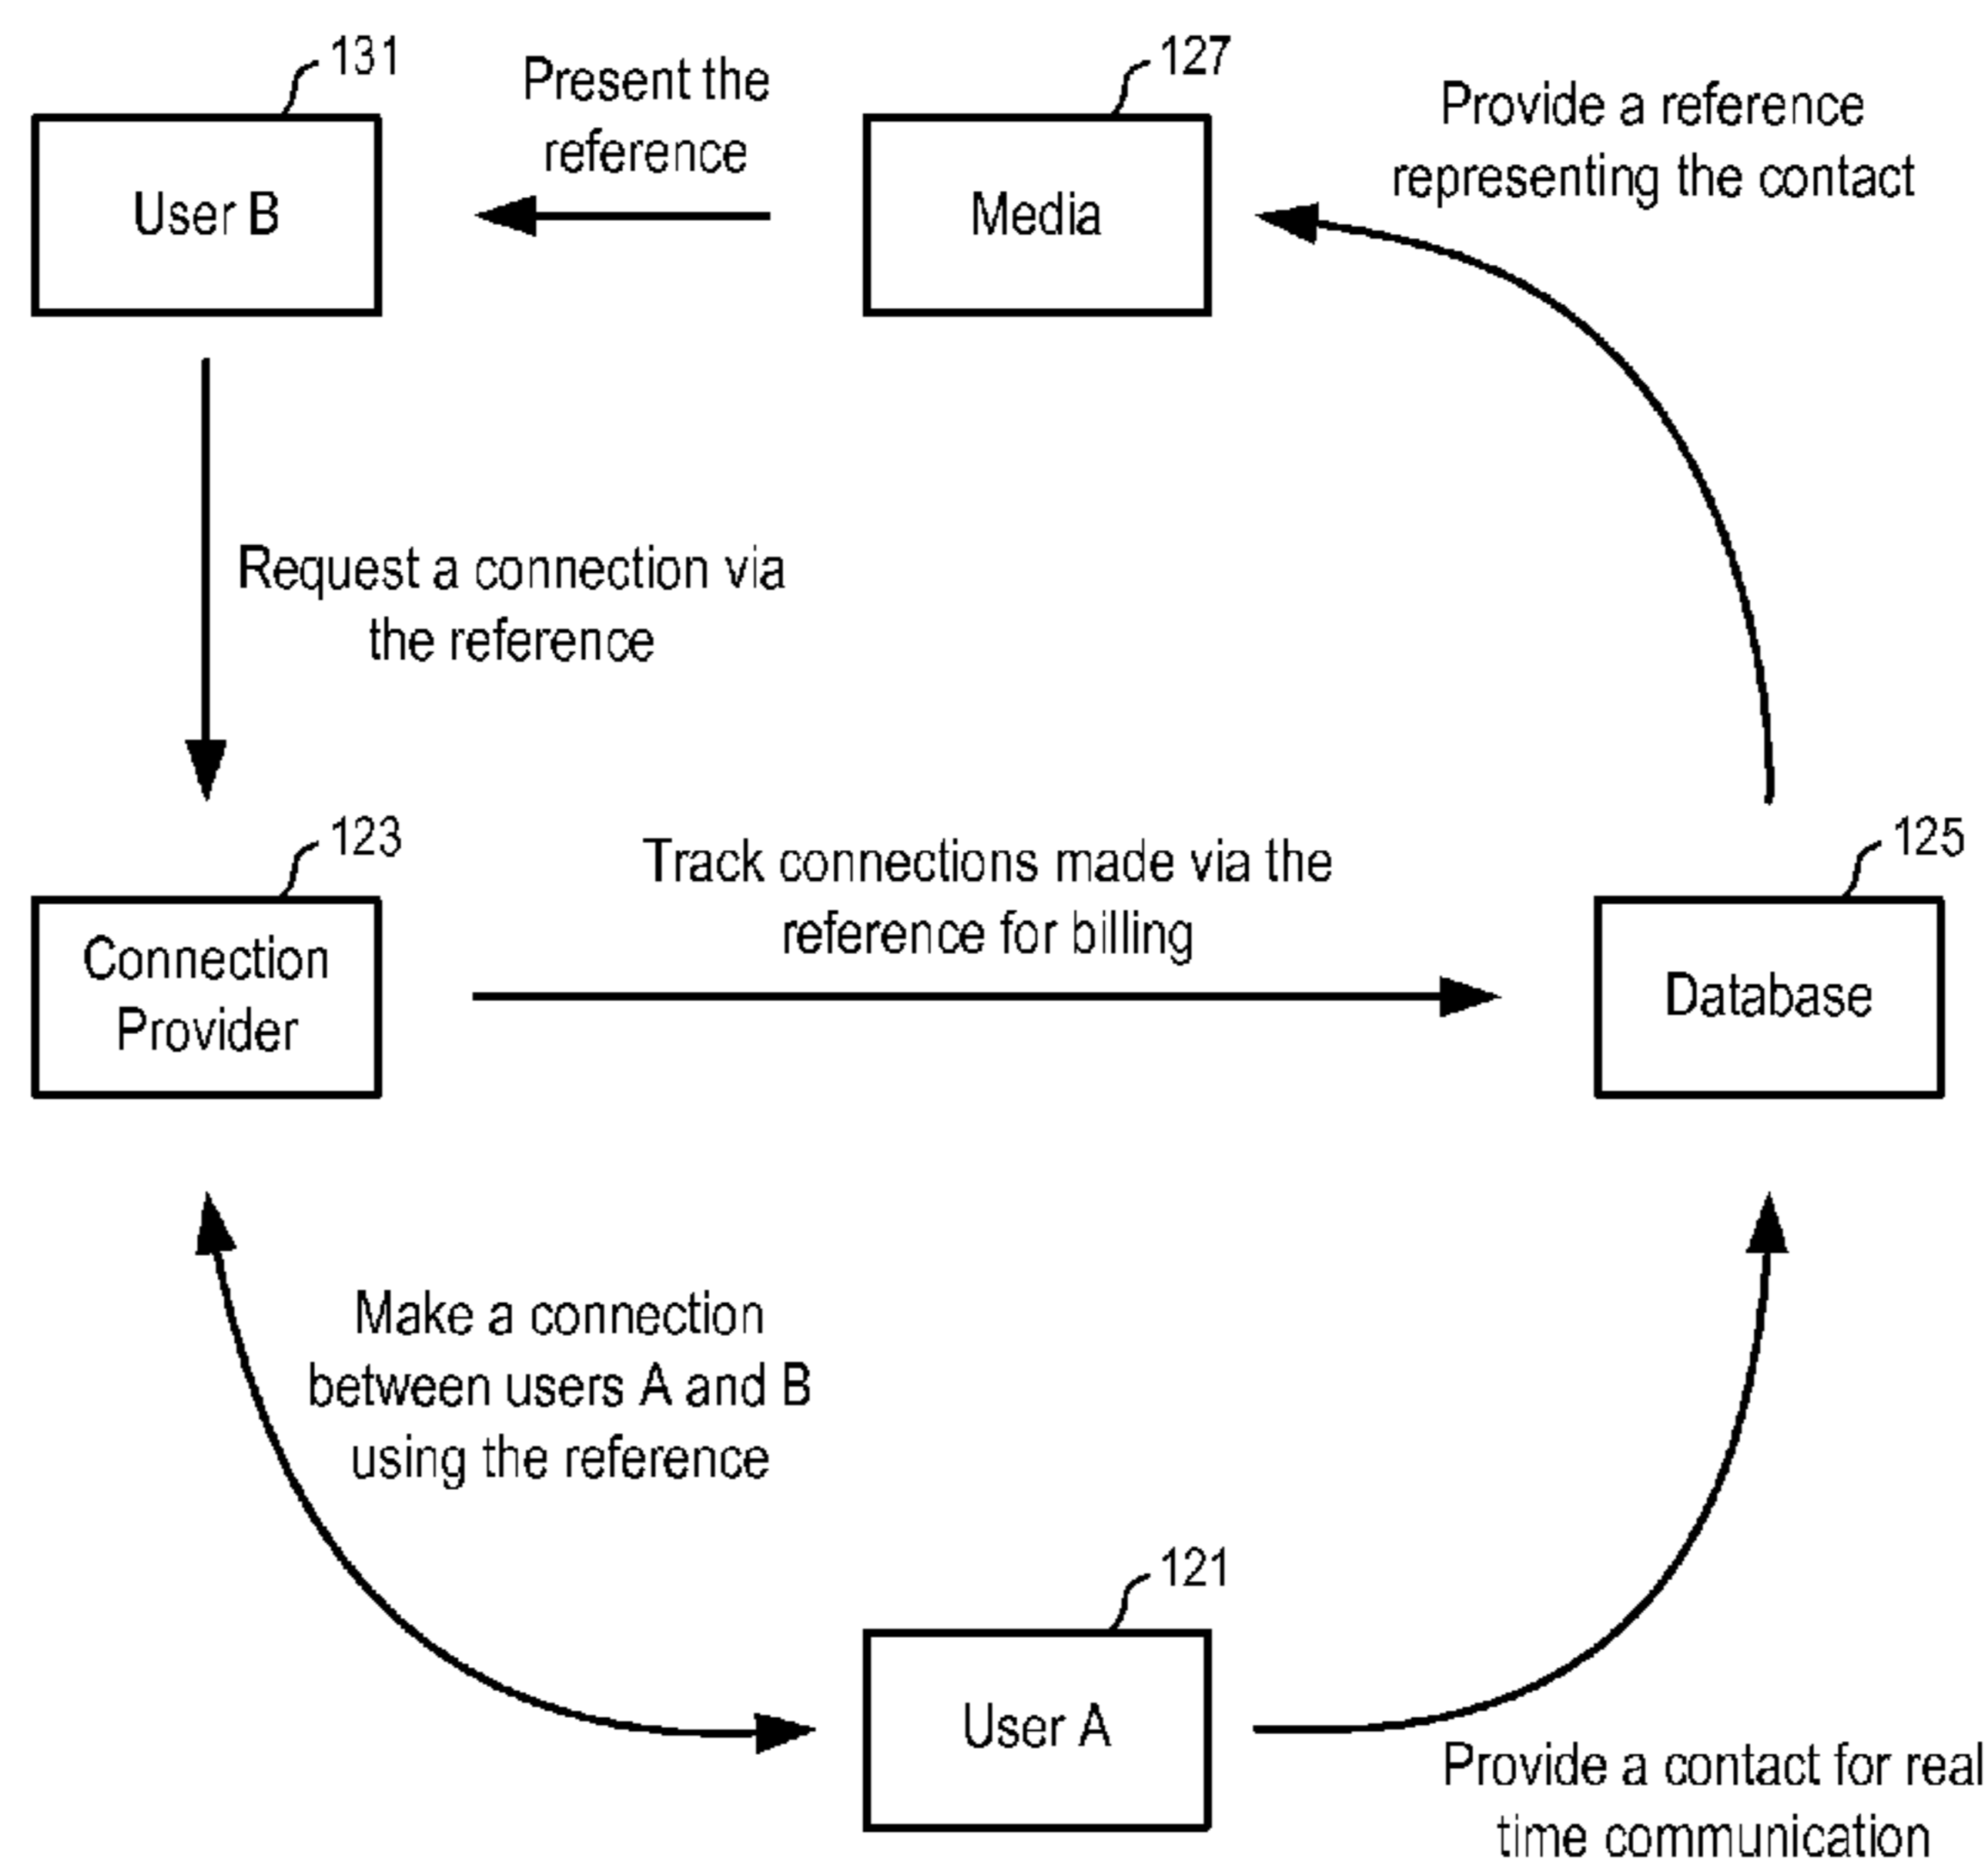 131
Present the
reference
127
Provide a reference
representing the contact
User B
Media
Request a connection via
the reference
123
Track connections made via the
reference for billing
125
Connection
Provider
Database
Make a connection
between users A and B
using the reference
121
User A
Provide a contact for real
time communication